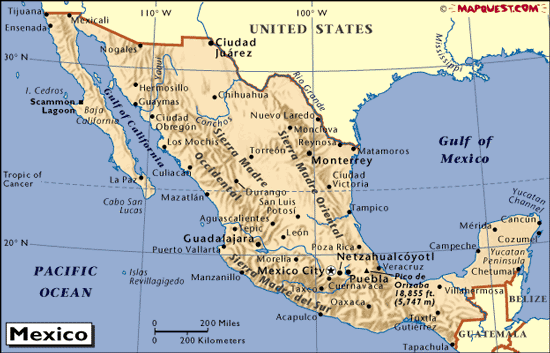 110° W
100° W
MAPQUEST.COM
Tijuana
Mexicali
Ensenada
UNITED STATES
Nogales
Ciudad
Juárez
Mississippi
30° N
Yaqui
Rio Grande
I. Cedros
Hermosillo
Chihuahua
Scammon
Lagoon
Baja
California
Guaymas
Gulf of California
Ciudad
Obregón
Conchos
Nuevo Laredo
Monclova
Reynosa
Gulf of
Mexico
Los Mochis
Sierra Madre
Occidental
Torreón
Monterrey
Matamoros
Tropic of
Cancer
La Paz
Culiacán
Sierra Madre Oriental
Ciudad
Victoria
Durango
Cabo San
Lucas
Mazatlán
San Luis
Potosí
Tampico
Yucatan
Channel
Aguascalientes
Tepic
León
Cancún
Mérida
Cozumel
20° N
Guadalajara
Poza Rica
Netzahualcóyotl
Campeche
Yucatan
Peninsula
Puerto Vallarta
Morelia
Mexico City
Puebla
Veracruz
Chetumal
PACIFIC
OCEAN
Islas
Revillagigedo
Manzanillo
Sierra Madre del Sur
Cuernavaca
Taxco
Pico de
Orizaba
18,855 ft.
(5,747 m)
Villahermosa
BELIZE
Oaxaca
Tuxtla
Gutiérrez
Acapulco
GUATEMALA
Tapachula
Mexico
0
200 Miles
0
200 Kilometers